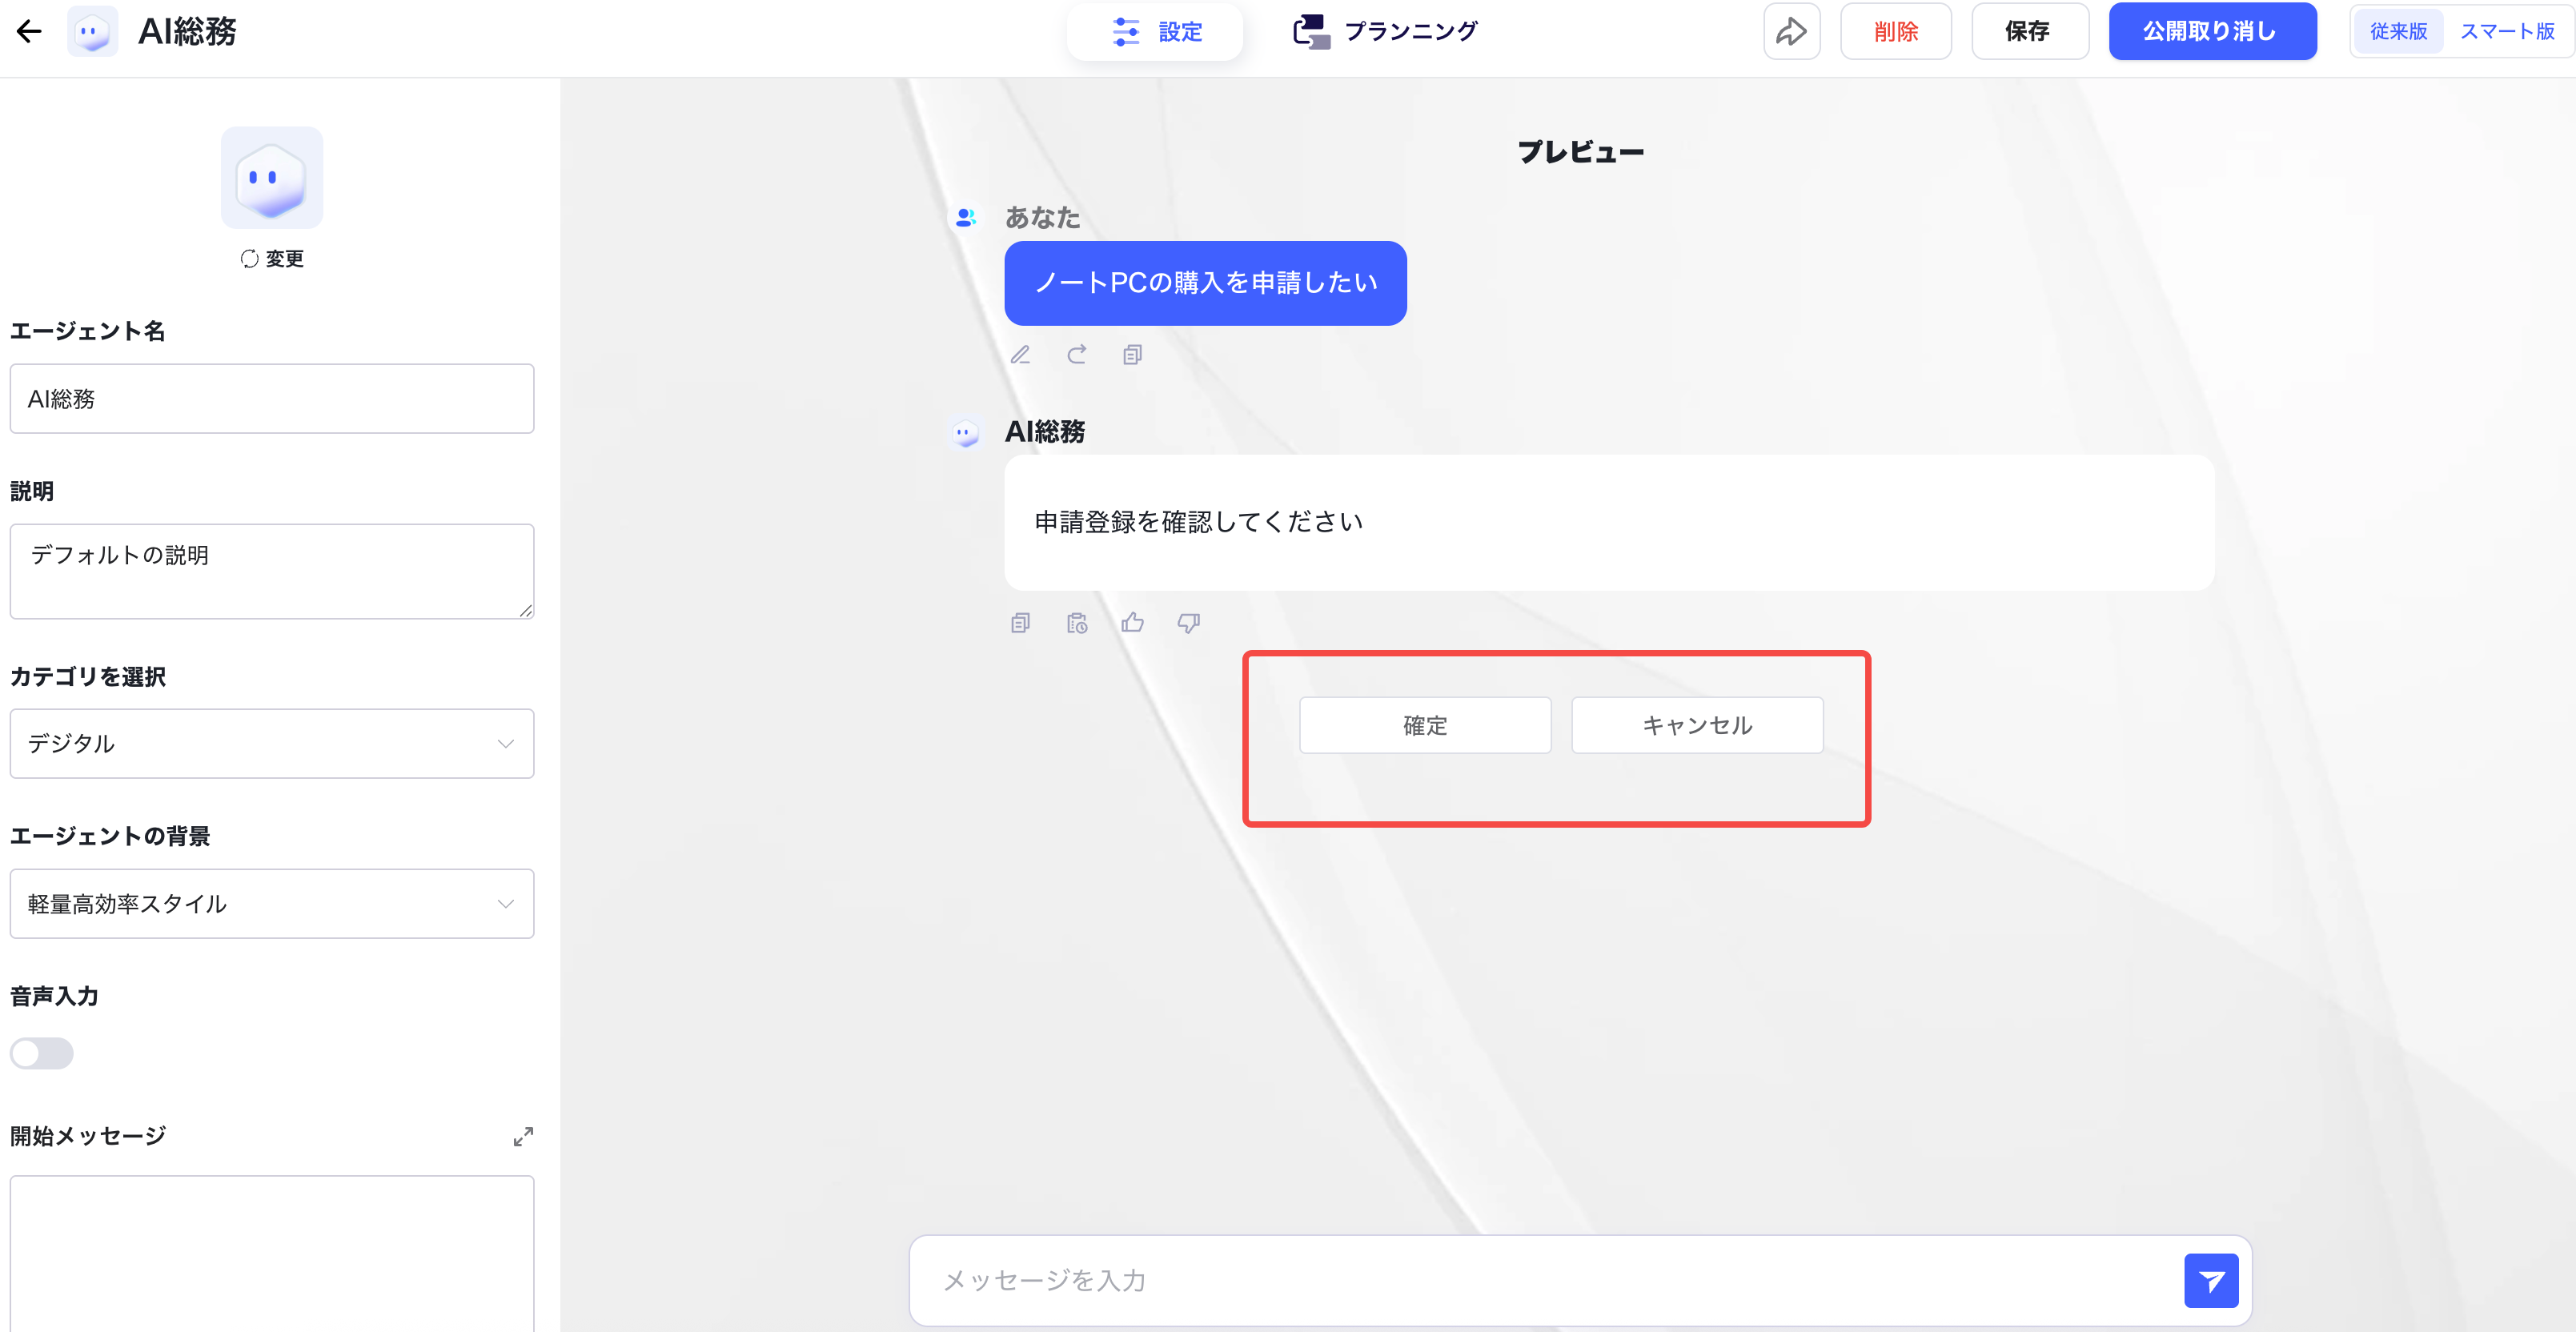 AI総務
設定
プランニング
削除
保存
公開取り消し
従来版
スマート版
変更
エージェント名
AI総務
説明
デフォルトの説明
カテゴリを選択
デジタル
エージェントの背景
軽量高効率スタイル
音声入力
開始メッセージ
プレビュー
あなた
ノートPCの購入を申請したい
AI総務
申請登録を確認してください
確定
キャンセル
メッセージを入力